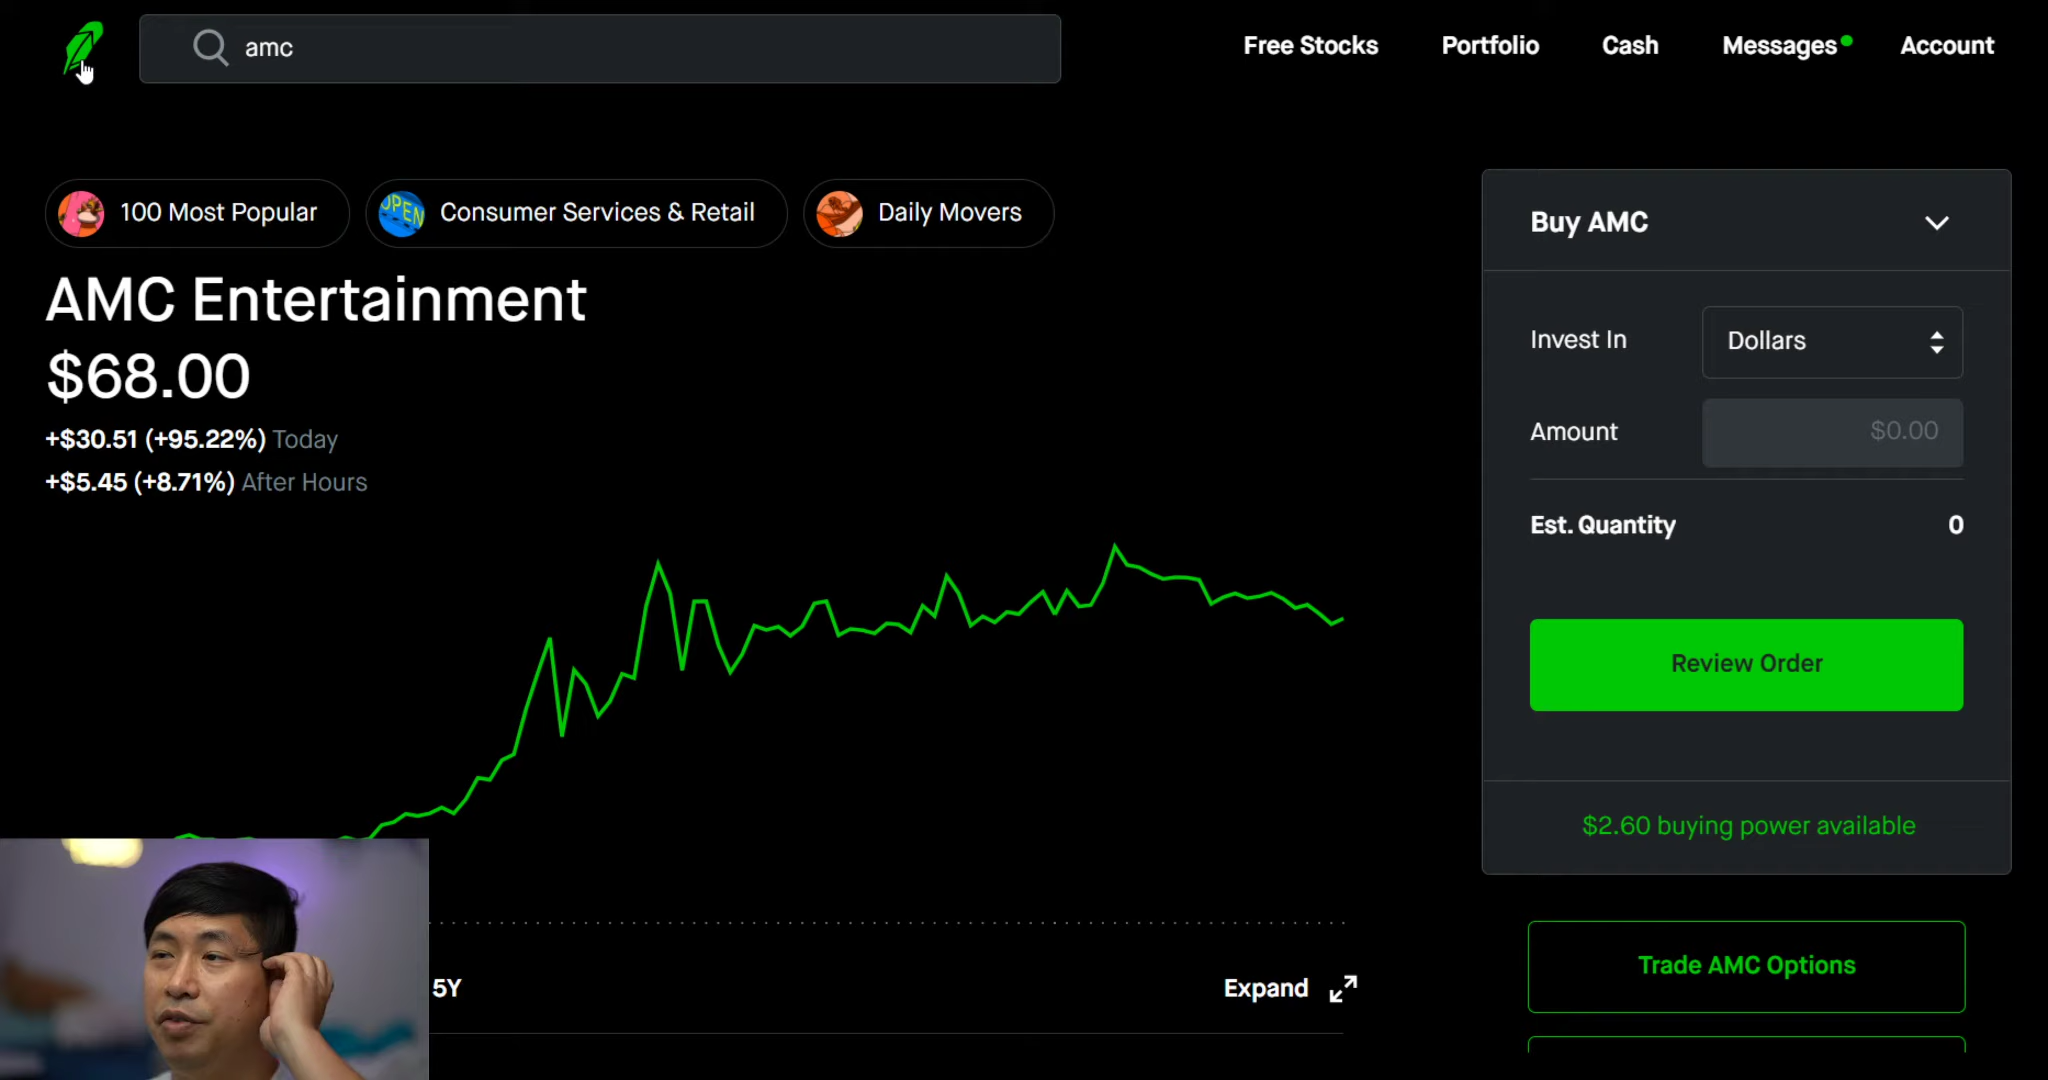 amc
Free Stocks
Portfolio
Cash
Messages
Account
100 Most Popular
OPEN
Consumer Services & Retail
Daily Movers
AMC Entertainment
$68.00
+$30.51 (+95.22%) Today
+$5.45 (+8.71%) After Hours
5Y
Expand
Buy AMC
Invest In
Dollars
Amount
$0.00
Est. Quantity
0
Review Order
$2.60 buying power available
Trade AMC Options